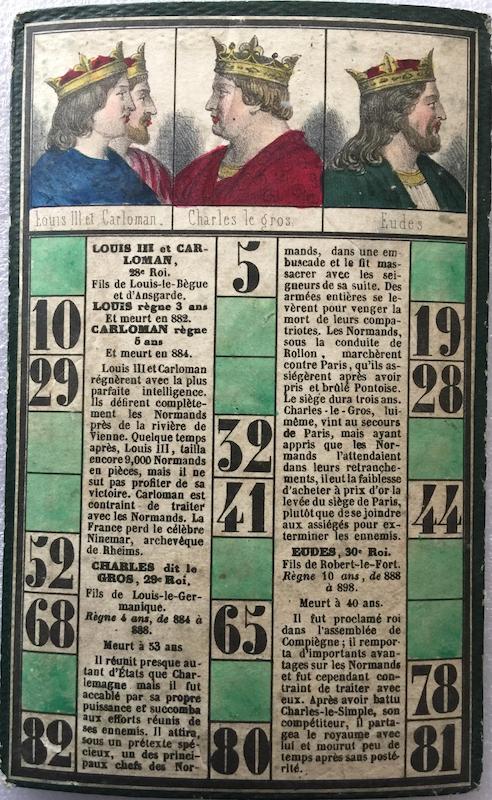 Louis III et Carloman.
Charles le gros
Eudes
LOUIS III et CAR-
LOMAN,
28e Roi.
Fils de Louis-le-Bègue
et d'Ansgarde.
LOUIS règne 3 ans
Et meurt en 882.
CARLOMAN règne
5 ans
Et meurt en 884.
Louis III et Carloman
régnèrent avec la plus
parfaite intelligence.
Ils défirent complète-
ment les Normands
près de la rivière de
Vienne. Quelque temps
après, Louis III, tailla
encore 9,000 Normands
en pièces, mais il ne
sut pas profiter de sa
victoire. Carloman est
contraint de traiter
avec les Normands. La
France perd le célèbre
Ninemar, archevêque
de Rheims.
CHARLES dit le
GROS, 29e Roi.
Fils de Louis-le-Ger-
manique.
Règne 4 ans, de 884 à
888.
Meurt à 53 ans
Il réunit presque au-
tant d'États que Char-
lemagne mais il fut
accablé par sa propre
puissance et succomba
aux efforts réunis de
ses ennemis. Il attira,
sous un prétexte spé-
cieux, un des princi-
paux chefs des Nor-
mands, dans une em-
buscade et le fit mas-
sacrer avec les sei-
gneurs de sa suite. Des
armées entières se le-
vèrent pour venger la
mort de leurs compa-
triotes. Les Normands,
sous la conduite de
Rollon, marchèrent
contre Paris, qu'ils as-
siégèrent après avoir
pris et brûlé Pontoise.
Le siège dura trois ans.
Charles-le-Gros, lui-
même, vint au secours
de Paris, mais ayant
appris que les Nor-
mands l'attendaient
dans leurs retranche-
ments, il eut la faiblesse
d'acheter à prix d'or la
levée du siège de Paris,
plutôt que de se joindre
aux assiégés pour ex-
terminer les ennemis.
EUDES, 30e Roi.
Fils de Robert-le-Fort.
Règne 10 ans, de 888
à 898.
Meurt à 40 ans.
Il fut proclamé roi
dans l'assemblée de
Compiègne; il rempor-
ta d'importants avan-
tages sur les Normands
et fut cependant con-
traint de traiter avec
eux. Après avoir battu
Charles-le-Simple, son
compétiteur, il parta-
gea le royaume avec
lui et mourut peu de
temps après sans posté-
rité.
10
29
52
68
82
5
32
41
65
80
19
28
44
78
81